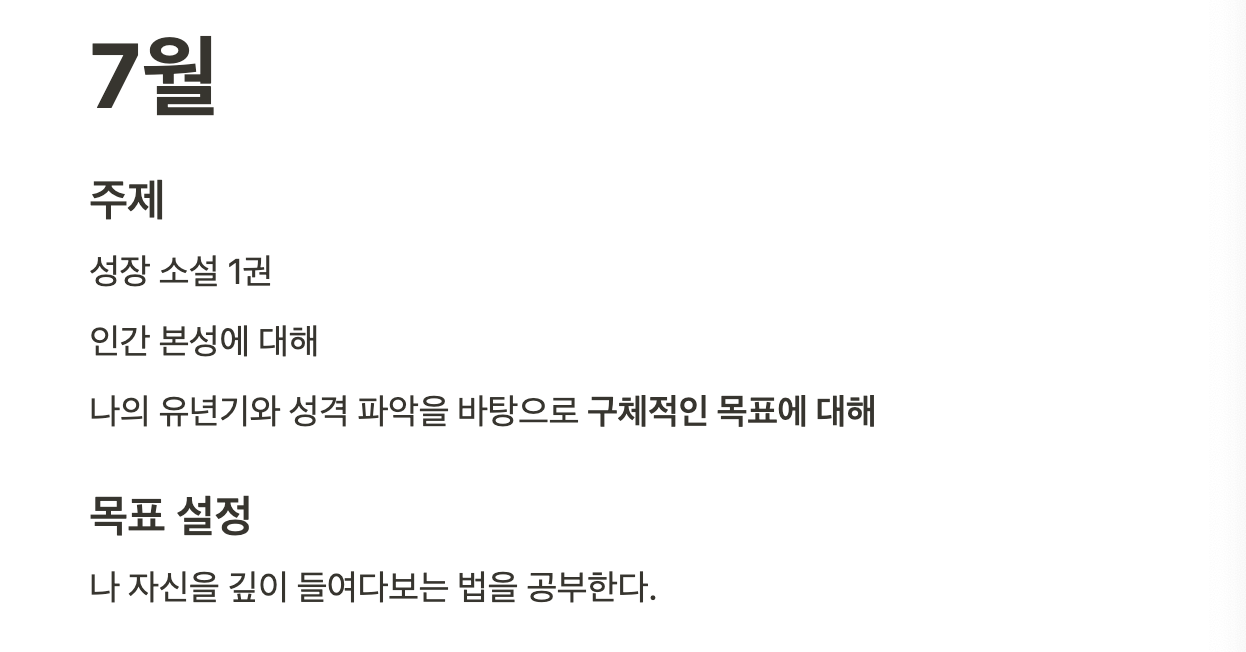 7월
주제
성장 소설 1권
인간 본성에 대해
나의 유년기와 성격 파악을 바탕으로 구체적인 목표에 대해
목표 설정
나 자신을 깊이 들여다보는 법을 공부한다.